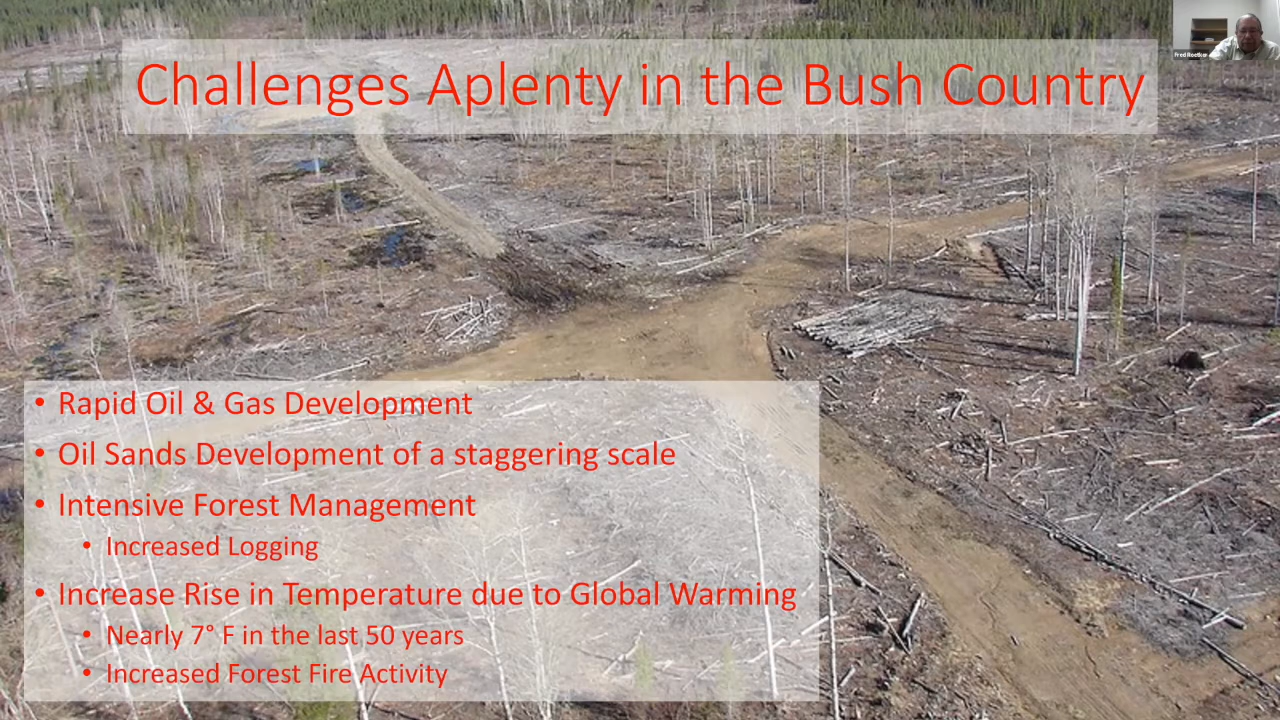 Challenges Aplenty in the Bush Country
Fred Roetker
• Rapid Oil & Gas Development
• Oil Sands Development of a staggering scale
• Intensive Forest Management
• Increased Logging
• Increase Rise in Temperature due to Global Warming
• Nearly 7° F in the last 50 years
• Increased Forest Fire Activity